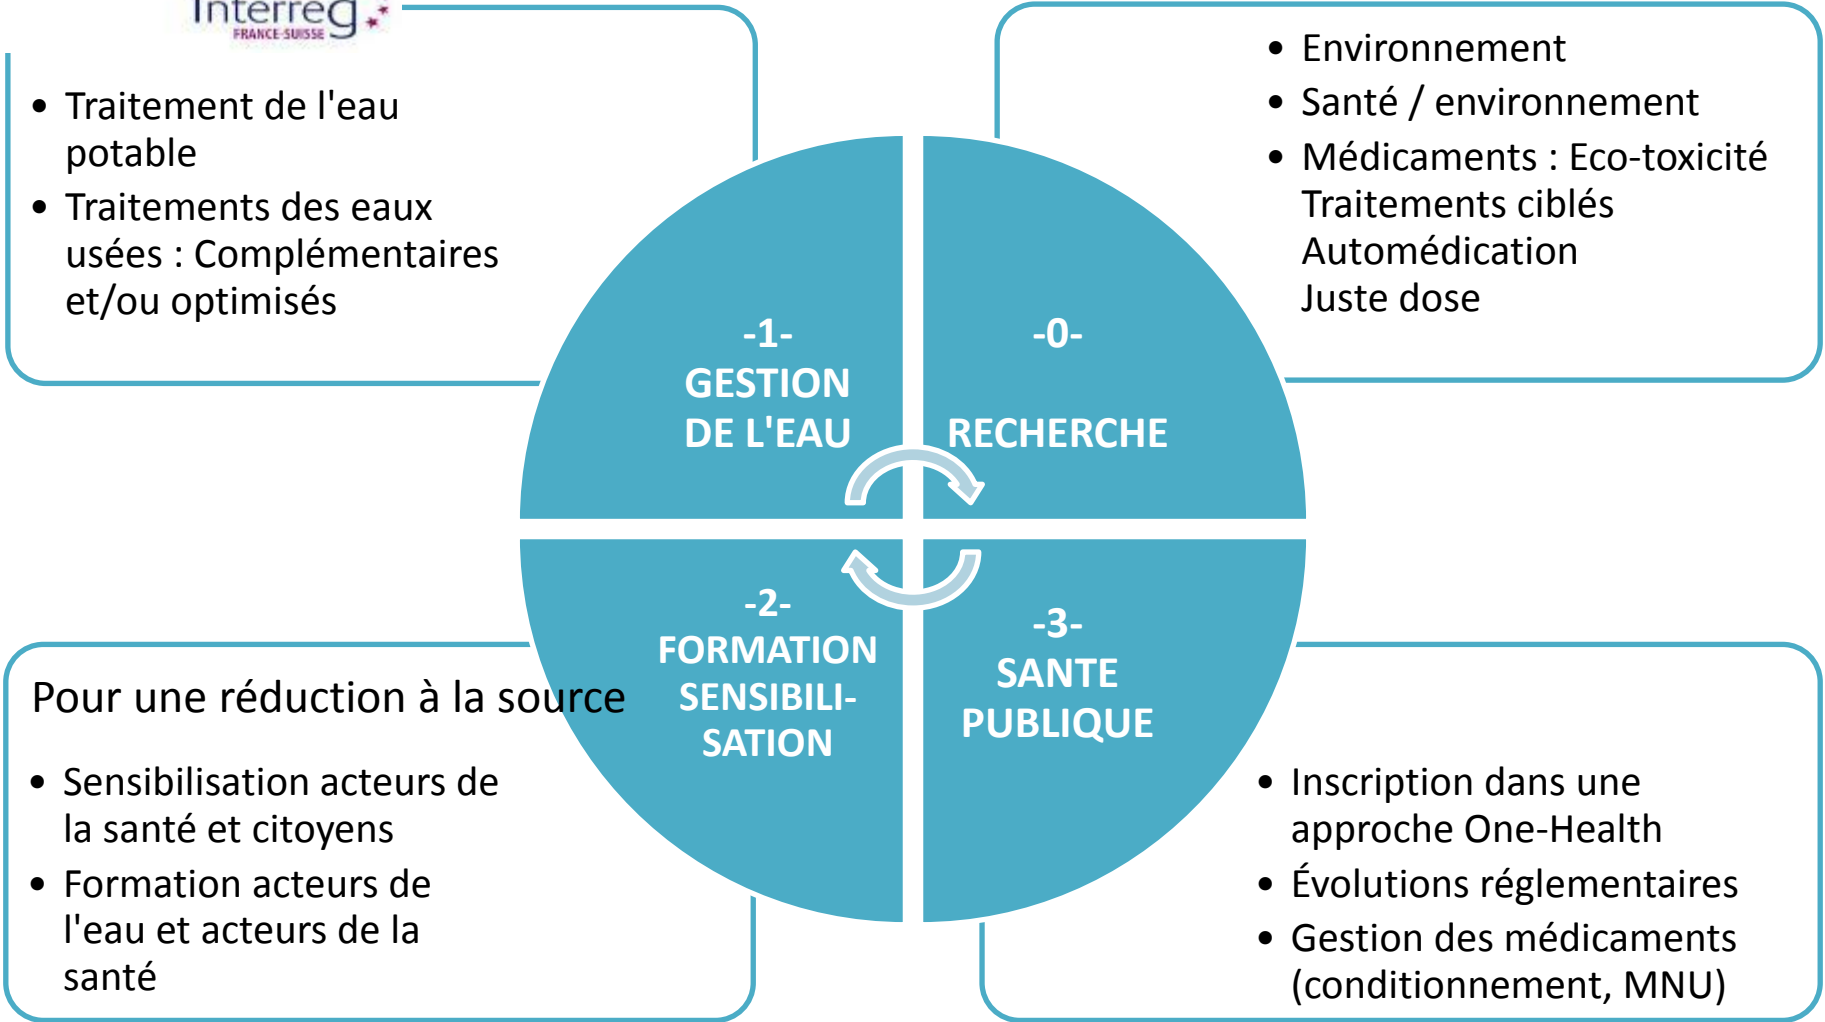 Interreg
FRANCE-SUISSE
• Traitement de l'eau
potable
• Traitements des eaux
usées : Complémentaires
et/ou optimisés
• Environnement
• Santé / environnement
• Médicaments : Eco-toxicité
Traitements ciblés
Automédication
Juste dose
-1-
GESTION
DE L'EAU
-0-
RECHERCHE
-2-
FORMATION
SENSIBILI-
SATION
-3-
SANTE
PUBLIQUE
Pour une réduction à la source
• Sensibilisation acteurs de
la santé et citoyens
• Formation acteurs de
l'eau et acteurs de la
santé
• Inscription dans une
approche One-Health
• Évolutions réglementaires
• Gestion des médicaments
(conditionnement, MNU)